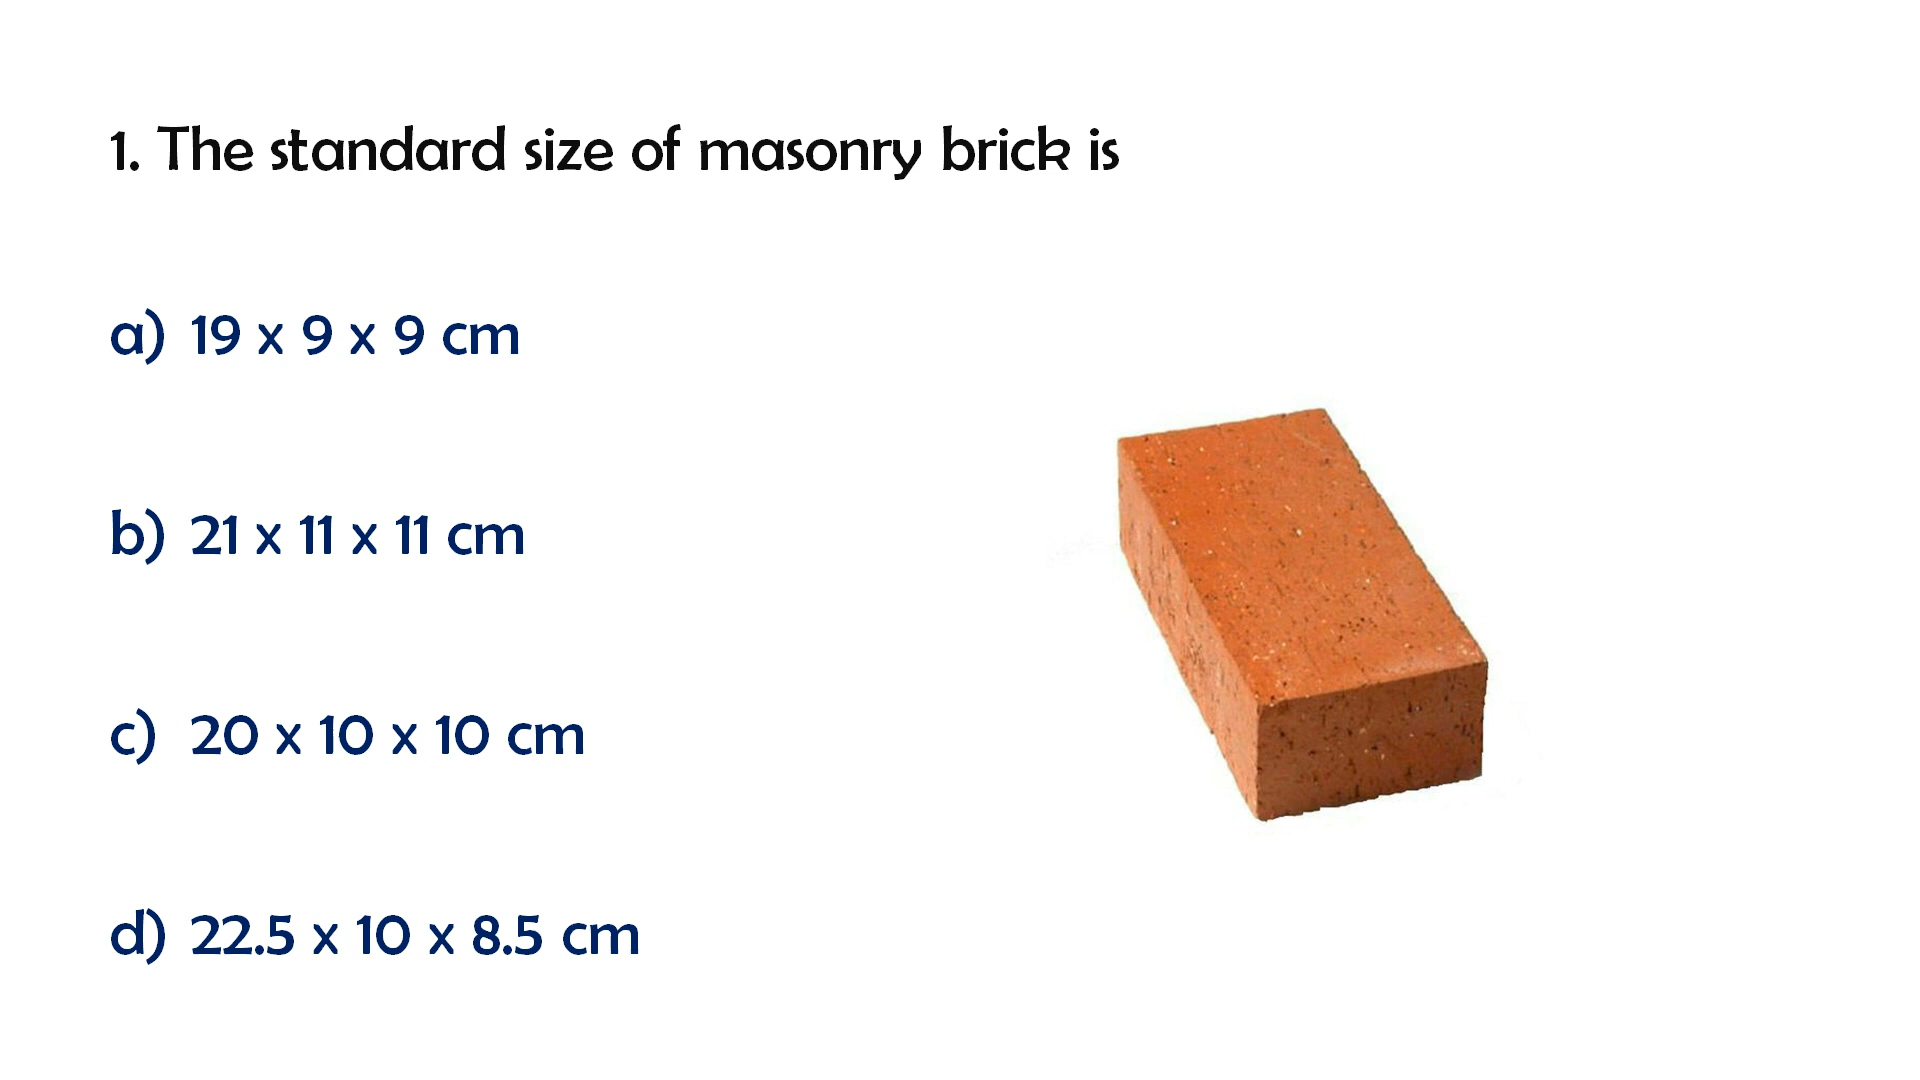 1. The standard size of masonry brick is
a) 19 x 9 x 9 cm
b) 21 x 11 x 11 cm
c) 20 x 10 x 10 cm
d) 22.5 x 10 x 8.5 cm